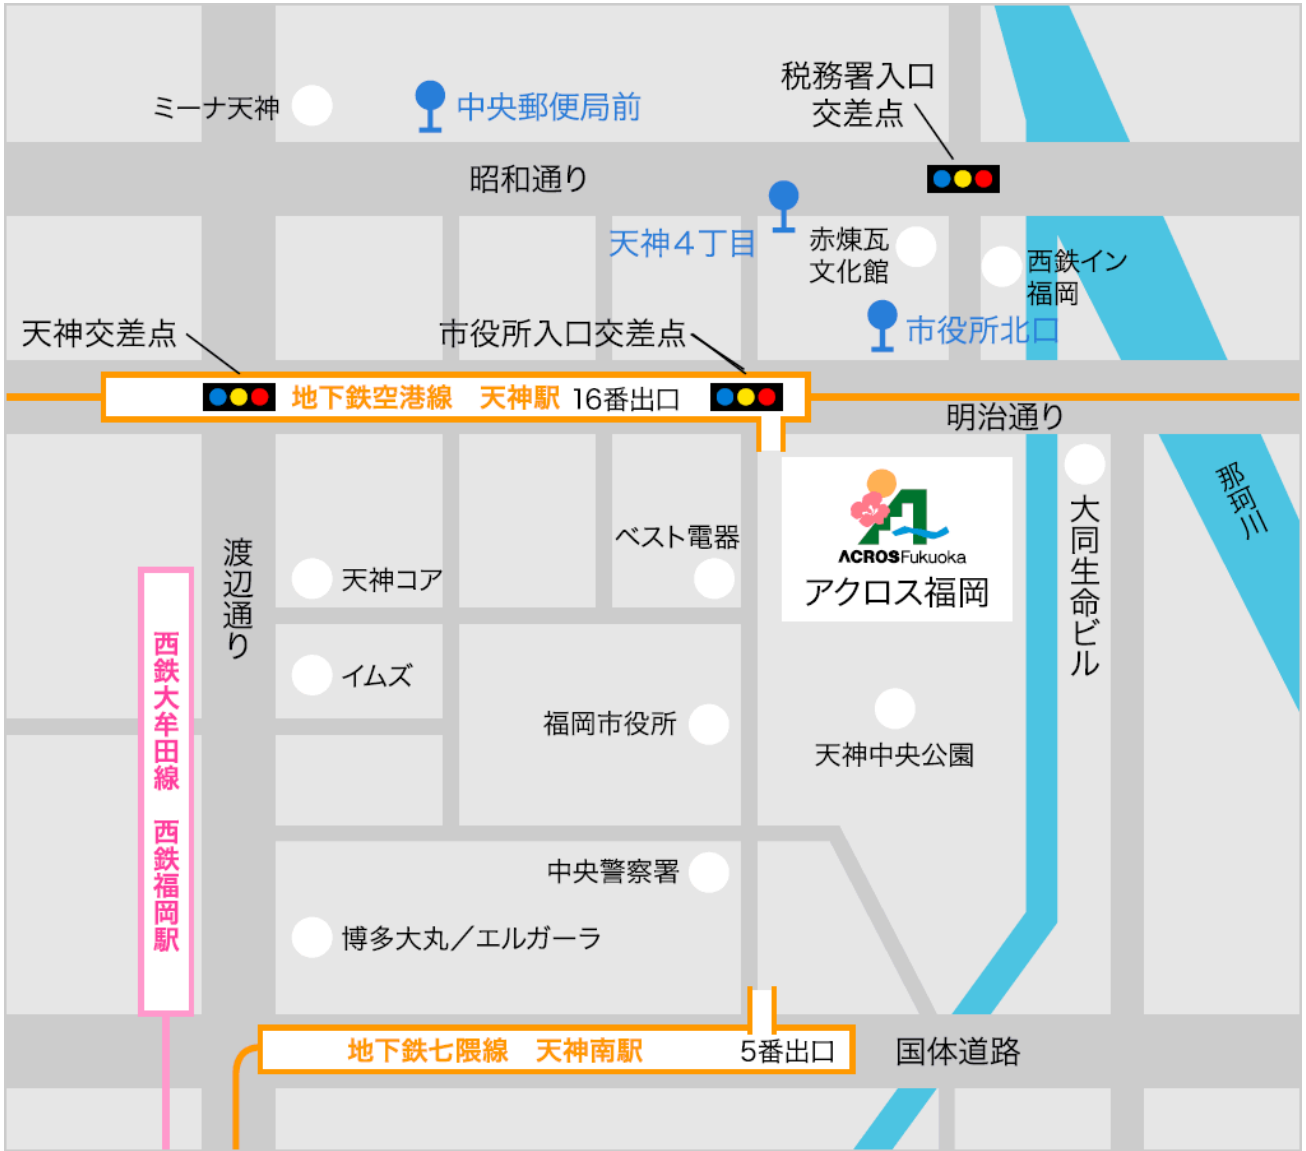 税務署入口
交差点
ミーナ天神
中央郵便局前
昭和通り
天神4丁目
赤煉瓦
文化館
西鉄イン
福岡
天神交差点
市役所入口交差点
市役所北口
地下鉄空港線 天神駅 16番出口
明治通り
那珂川
ACROS Fukuoka
アクロス福岡
大同生命ビル
ベスト電器
渡辺通り
天神コア
西鉄大牟田線 西鉄福岡駅
イムズ
福岡市役所
天神中央公園
中央警察署
博多大丸／エルガーラ
地下鉄七隈線 天神南駅 5番出口
国体道路